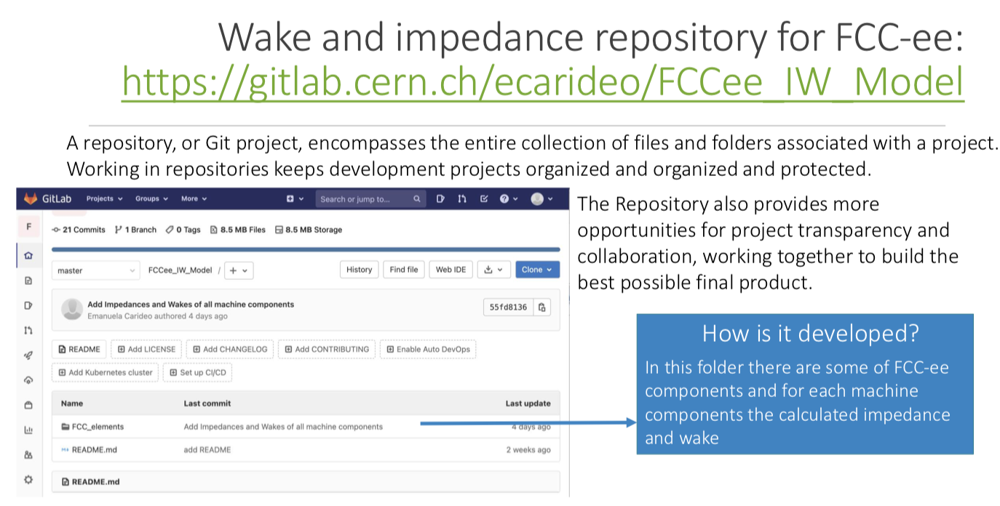 Wake and impedance repository for FCC-ee:
https://gitlab.cern.ch/ecarideo/FCCee_IW_Model
A repository, or Git project, encompasses the entire collection of files and folders associated with a project.
Working in repositories keeps development projects organized and organized and protected.
GitLab Projects Groups More Search or jump to...
F
21 Commits 1 Branch 0 Tags 8.5 MB Files 8.5 MB Storage
master FCCee_IW_Model / + History Find file Web IDE Clone
Add Impedances and Wakes of all machine components
Emanuela Carideo authored 4 days ago
55fd8136
README Add LICENSE Add CHANGELOG Add CONTRIBUTING Enable Auto DevOps
Add Kubernetes cluster Set up CI/CD
Name Last commit Last update
FCC_elements Add Impedances and Wakes of all machine components 4 days ago
README.md add README 2 weeks ago
README.md
The Repository also provides more
opportunities for project transparency and
collaboration, working together to build the
best possible final product.
How is it developed?
In this folder there are some of FCC-ee
components and for each machine
components the calculated impedance
and wake